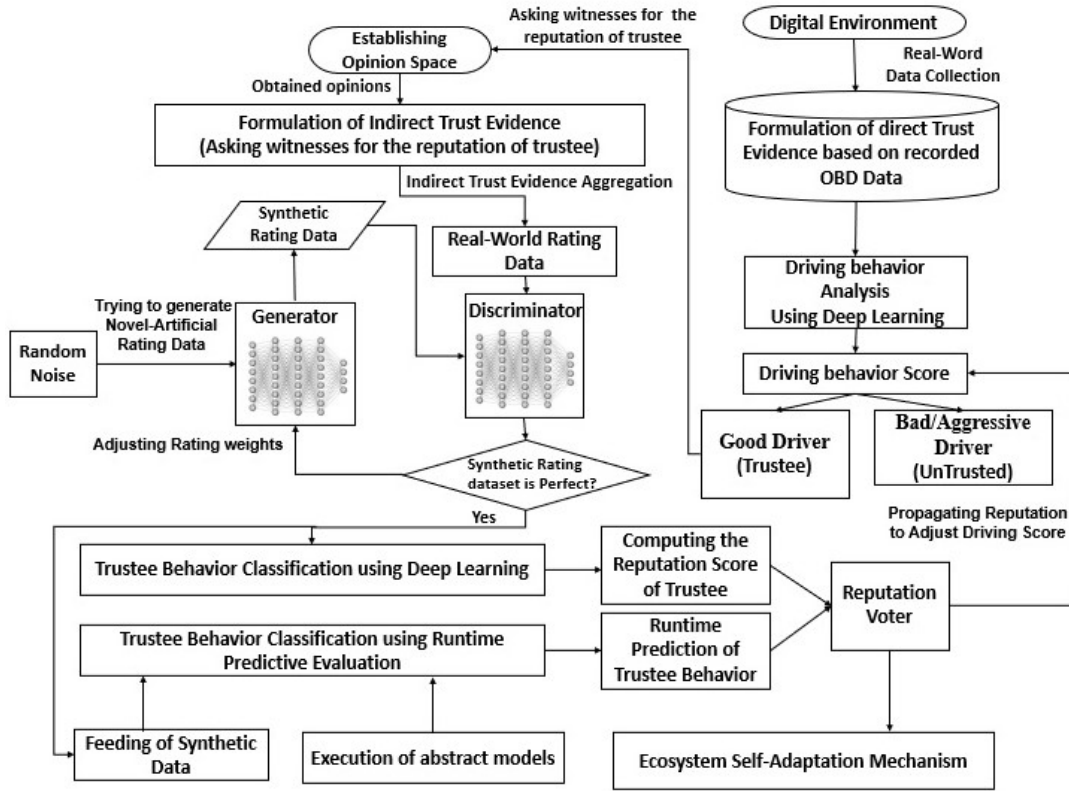 Asking witnesses for the
reputation of trustee
Establishing
Opinion Space
Digital Environment
Real-Word
Data Collection
Obtained opinions
Formulation of Indirect Trust Evidence
(Asking witnesses for the reputation of trustee)
Formulation of direct Trust
Evidence based on recorded
OBD Data
Indirect Trust Evidence Aggregation
Synthetic
Rating Data
Real-World Rating
Data
Driving behavior
Analysis
Using Deep Learning
Trying to generate
Novel-Artificial
Rating Data
Generator
Discriminator
Random
Noise
Driving behavior Score
Adjusting Rating weights
Good Driver
(Trustee)
Bad/Aggressive
Driver
(UnTrusted)
Synthetic Rating
dataset is Perfect?
Yes
Propagating Reputation
to Adjust Driving Score
Trustee Behavior Classification using Deep Learning
Computing the
Reputation Score
of Trustee
Reputation
Voter
Trustee Behavior Classification using Runtime
Predictive Evaluation
Runtime
Prediction of
Trustee Behavior
Feeding of Synthetic
Data
Execution of abstract models
Ecosystem Self-Adaptation Mechanism